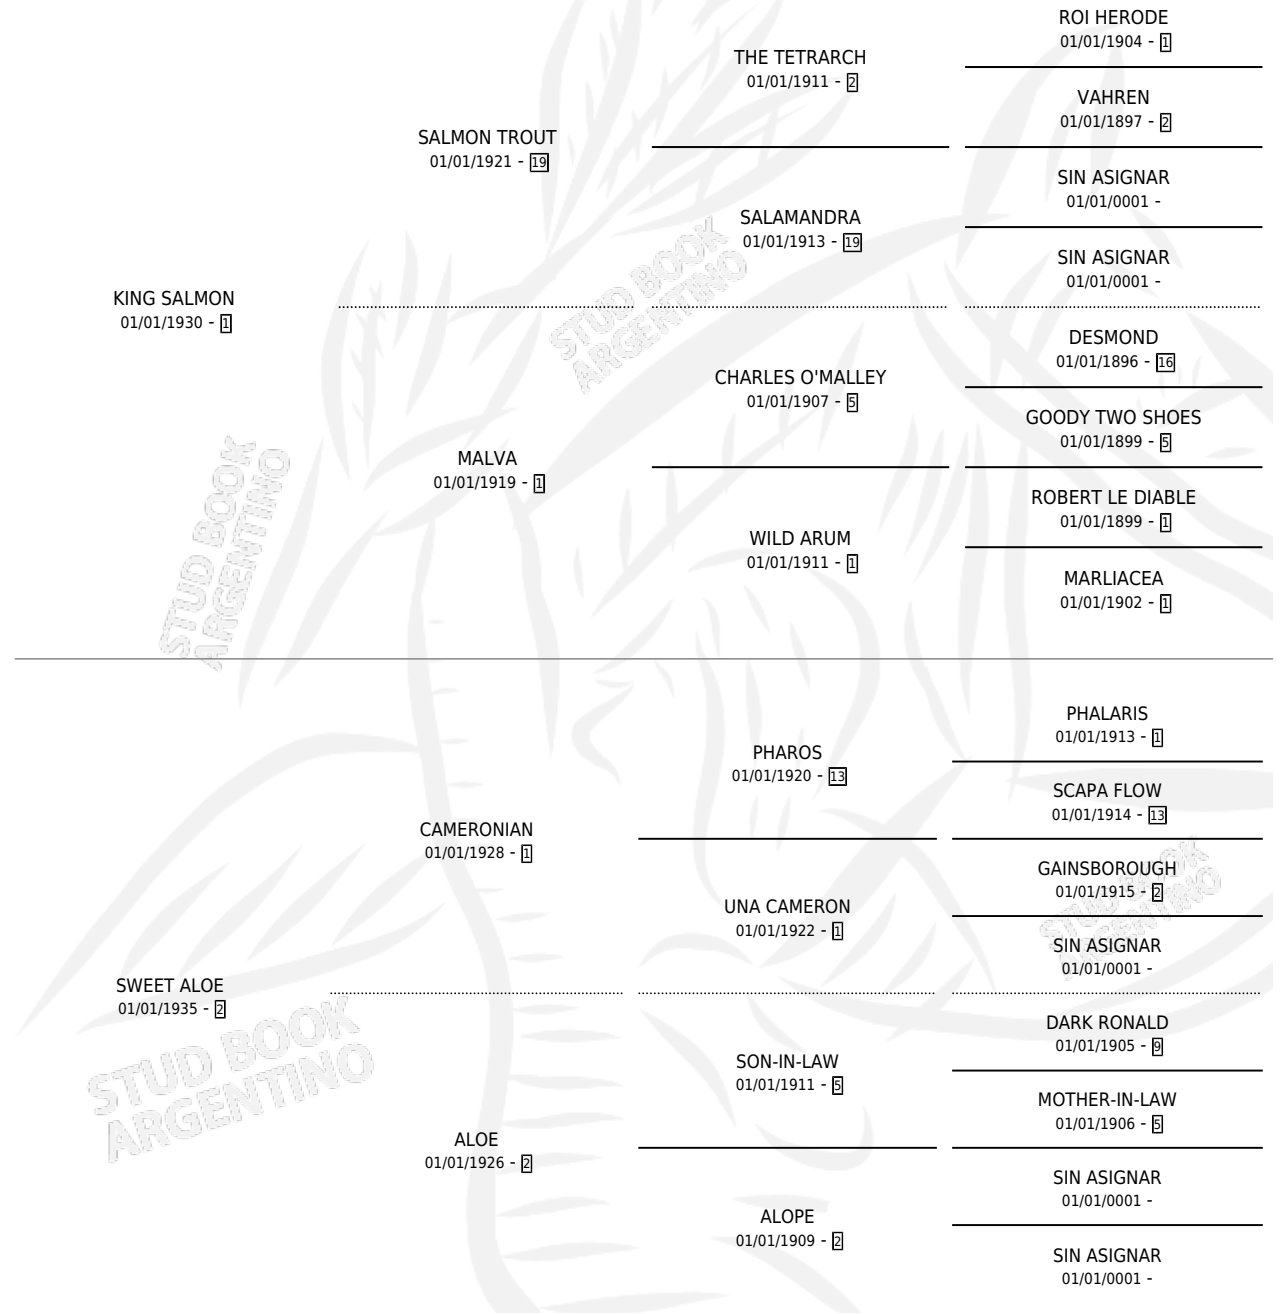 ROI HERODE
01/01/1904 - 1
THE TETRARCH
01/01/1911 - 2
VAHREN
01/01/1897 - 2
SALMON TROUT
01/01/1921 - 19
SIN ASIGNAR
01/01/0001 -
SALAMANDRA
01/01/1913 - 19
SIN ASIGNAR
01/01/0001 -
KING SALMON
01/01/1930 - 1
STUD BOOK
ARGENTINO
DESMOND
01/01/1896 - 16
CHARLES O'MALLEY
01/01/1907 - 5
GOODY TWO SHOES
01/01/1899 - 5
MALVA
01/01/1919 - 1
ROBERT LE DIABLE
01/01/1899 - 1
WILD ARUM
01/01/1911 - 1
MARLIACEA
01/01/1902 - 1
STUD BOOK
ARGENTINO
PHALARIS
01/01/1913 - 1
PHAROS
01/01/1920 - 13
SCAPA FLOW
01/01/1914 - 13
CAMERONIAN
01/01/1928 - 1
GAINSBOROUGH
01/01/1915 - 2
UNA CAMERON
01/01/1922 - 1
STUD BOOK
ARGENTINO
SIN ASIGNAR
01/01/0001 -
SWEET ALOE
01/01/1935 - 2
STUD BOOK
ARGENTINO
DARK RONALD
01/01/1905 - 9
SON-IN-LAW
01/01/1911 - 5
MOTHER-IN-LAW
01/01/1906 - 5
ALOE
01/01/1926 - 2
SIN ASIGNAR
01/01/0001 -
ALOPE
01/01/1909 - 2
SIN ASIGNAR
01/01/0001 -